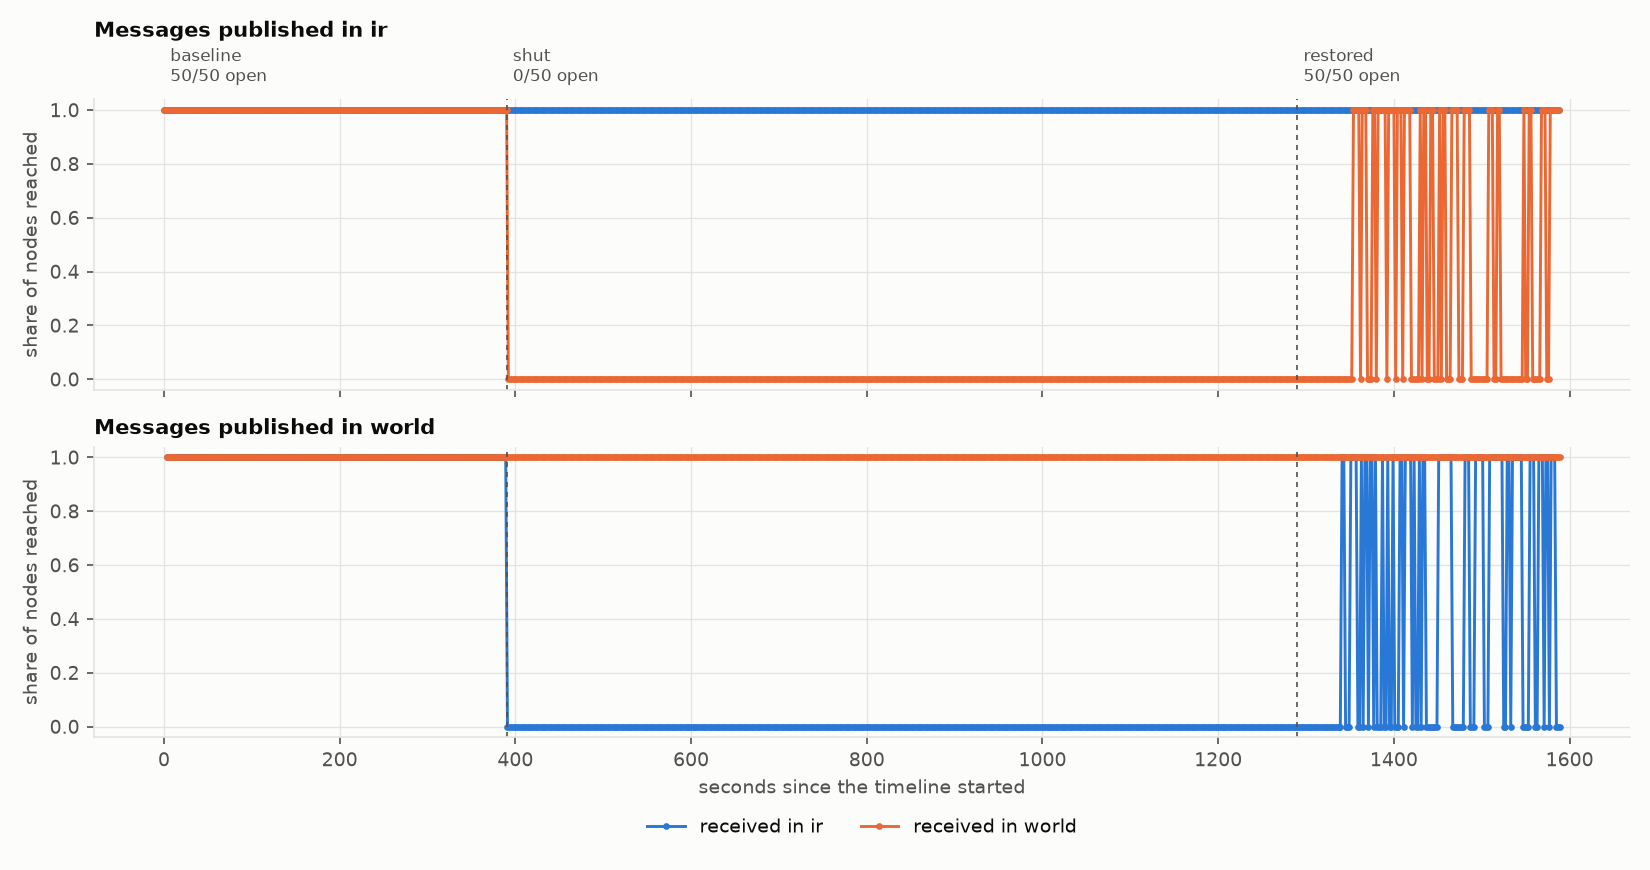 Messages published in ir
baseline
50/50 open
shut
0/50 open
restored
50/50 open
share of nodes reached
1.0
0.8
0.6
0.4
0.2
0.0
Messages published in world
share of nodes reached
1.0
0.8
0.6
0.4
0.2
0.0
0 200 400 600 800 1000 1200 1400 1600
seconds since the timeline started
received in ir received in world